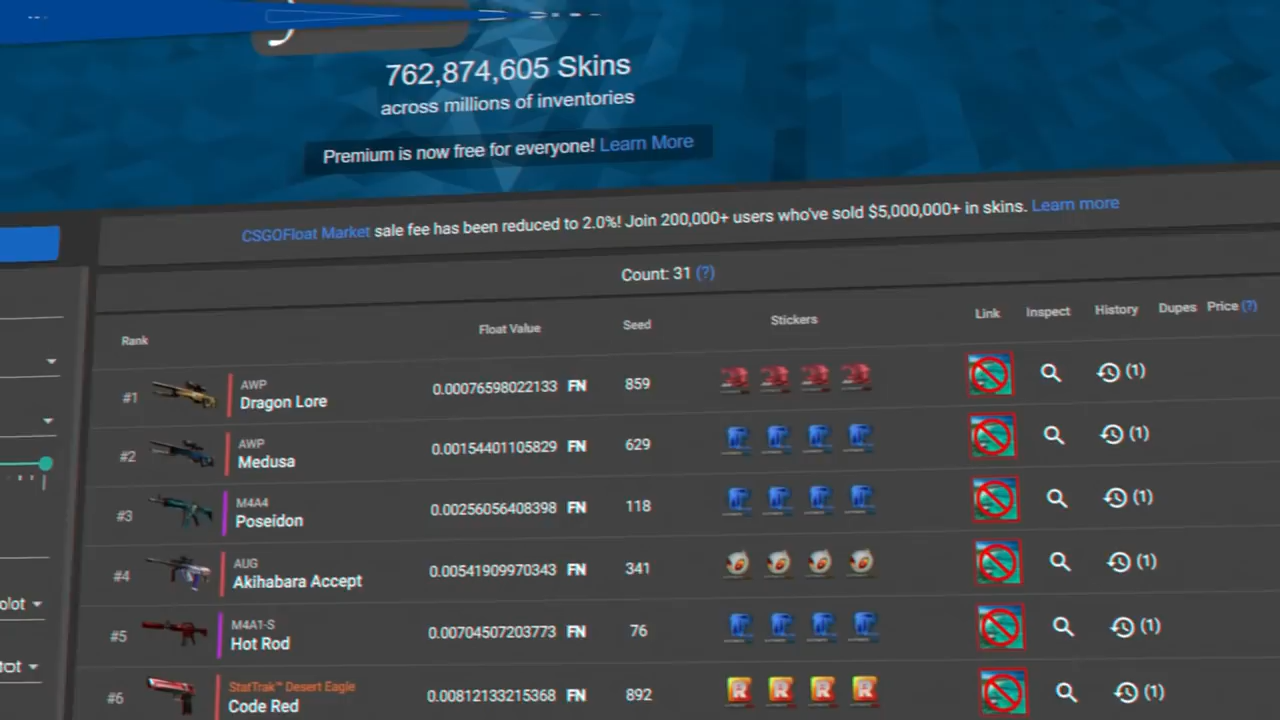 762,874,605 Skins
across millions of inventories
Premium is now free for everyone! Learn More
CSGOFloat Market sale fee has been reduced to 2.0%! Join 200,000+ users who've sold $5,000,000+ in skins. Learn more
Count: 31 (?)
Rank Float Value Seed Stickers Link Inspect History Dupes Price (?)
#1 AWP Dragon Lore 0.00076598022133 FN 859 (1)
#2 AWP Medusa 0.00154401105829 FN 629 (1)
#3 M4A4 Poseidon 0.00256056408398 FN 118 (1)
#4 AUG Akihabara Accept 0.00541909970343 FN 341 (1)
#5 M4A1-S Hot Rod 0.00704507203773 FN 76 (1)
#6 StatTrak™ Desert Eagle Code Red 0.00812133215368 FN 892 (1)